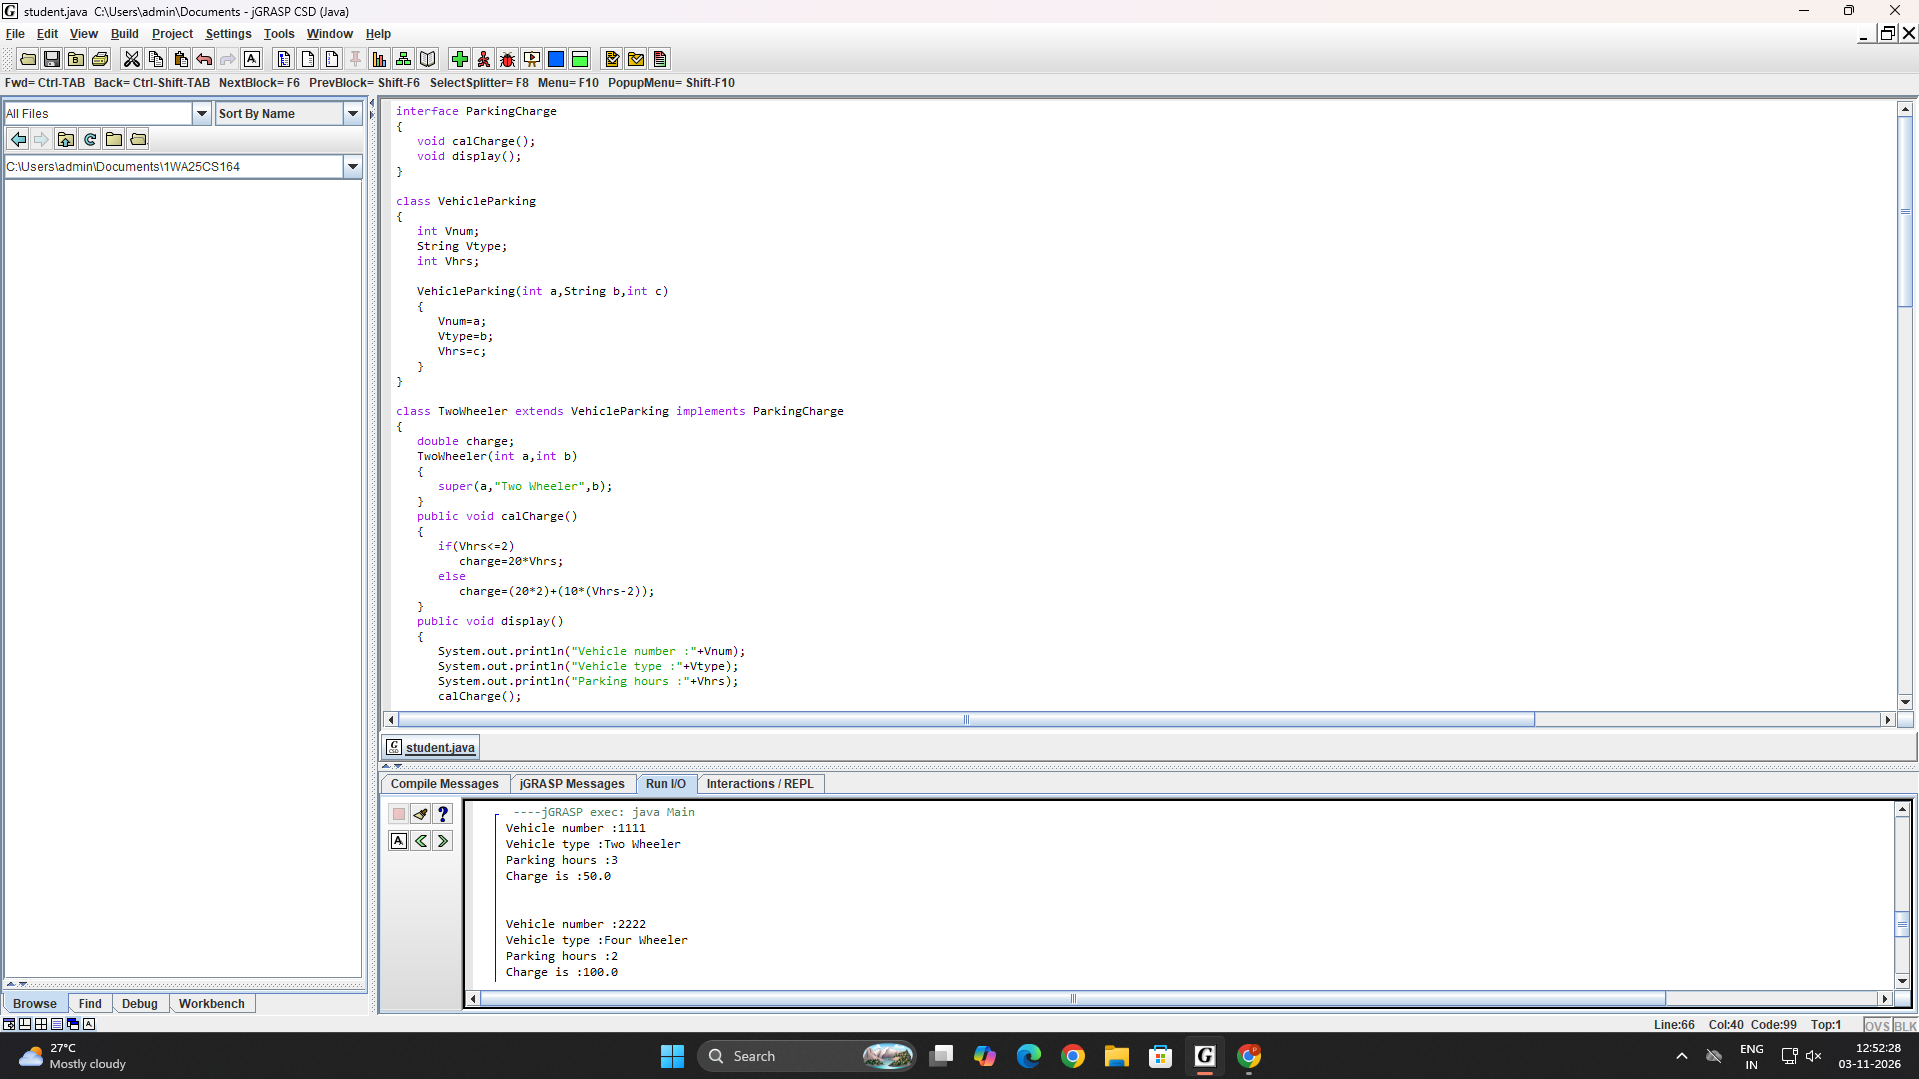 student.java  C:\Users\admin\Documents - jGRASP CSD (Java)
File Edit View Build Project Settings Tools Window Help
Fwd= Ctrl-TAB Back= Ctrl-Shift-TAB NextBlock= F6 PrevBlock= Shift-F6 SelectSplitter= F8 Menu= F10 PopupMenu= Shift-F10
All Files
Sort By Name
C:\Users\admin\Documents\1WA25CS164
interface ParkingCharge
{
void calCharge();
void display();
}
class VehicleParking
{
int Vnum;
String Vtype;
int Vhrs;
VehicleParking(int a,String b,int c)
{
Vnum=a;
Vtype=b;
Vhrs=c;
}
}
class TwoWheeler extends VehicleParking implements ParkingCharge
{
double charge;
TwoWheeler(int a,int b)
{
super(a,"Two Wheeler",b);
}
public void calCharge()
{
if(Vhrs<=2)
charge=20*Vhrs;
else
charge=(20*2)+(10*(Vhrs-2));
}
public void display()
{
System.out.println("Vehicle number :"+Vnum);
System.out.println("Vehicle type :"+Vtype);
System.out.println("Parking hours :"+Vhrs);
calCharge();
student.java
Compile Messages jGRASP Messages Run I/O Interactions / REPL
----jGRASP exec: java Main
Vehicle number :1111
Vehicle type :Two Wheeler
Parking hours :3
Charge is :50.0
Vehicle number :2222
Vehicle type :Four Wheeler
Parking hours :2
Charge is :100.0
Browse Find Debug Workbench
Line:66 Col:40 Code:99 Top:1 OVS BLK
27°C
Mostly cloudy
Search
ENG
IN
12:52:28
03-11-2026